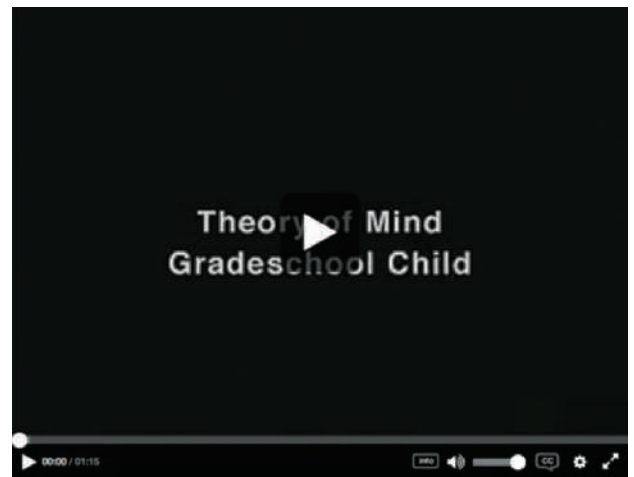 Theory of Mind
Gradeschool Child
00:00 / 01:15
info
CC